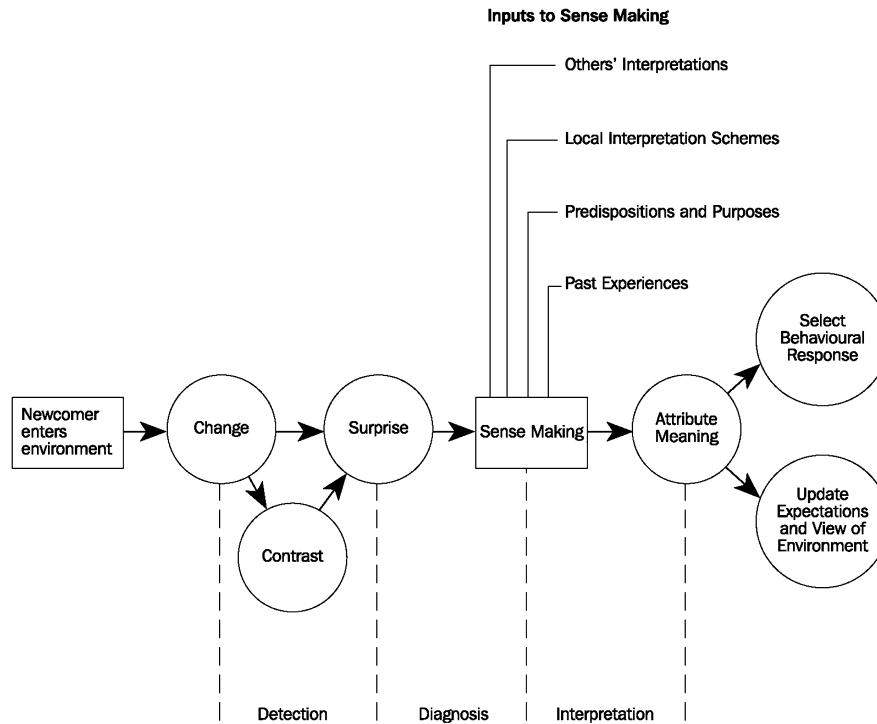 Inputs to Sense Making
Others' Interpretations
Local Interpretation Schemes
Predispositions and Purposes
Past Experiences
Newcomer
enters
environment
Change
Contrast
Surprise
Sense Making
Attribute
Meaning
Select
Behavioural
Response
Update
Expectations
and View of
Environment
Detection
Diagnosis
Interpretation